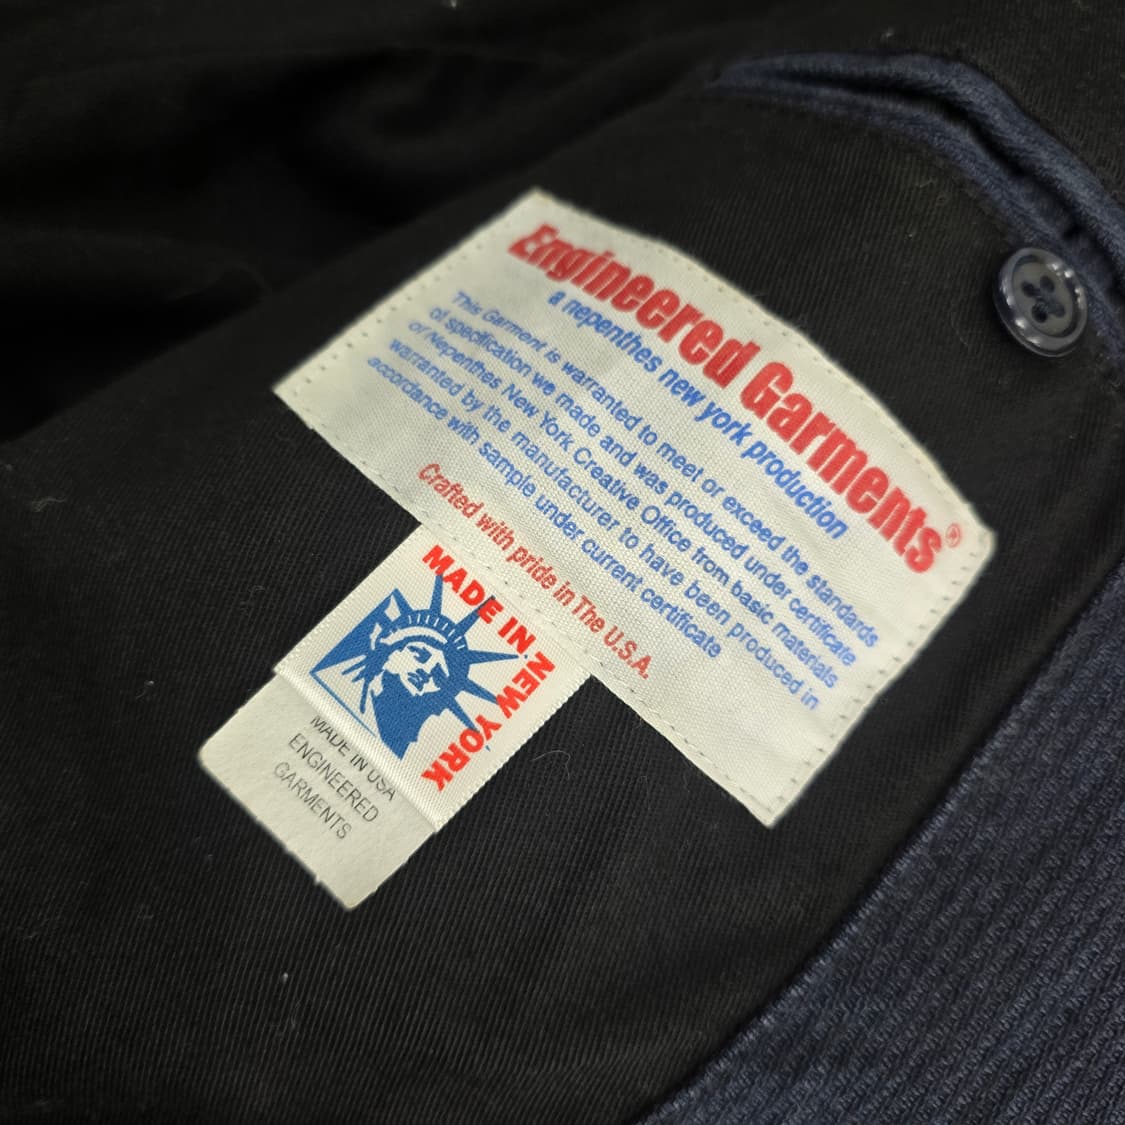 Engineered Garments®
a nepenthes new york production
This Garment is warranted to meet or exceed the standards
of specification we made and was produced under certificate
of Nepenthes New York Creative Office from basic materials
warranted by the manufacturer to have been produced in
accordance with sample under current certificate
Crafted with pride in The U.S.A.
MADE IN NEW YORK
MADE IN USA
ENGINEERED
GARMENTS